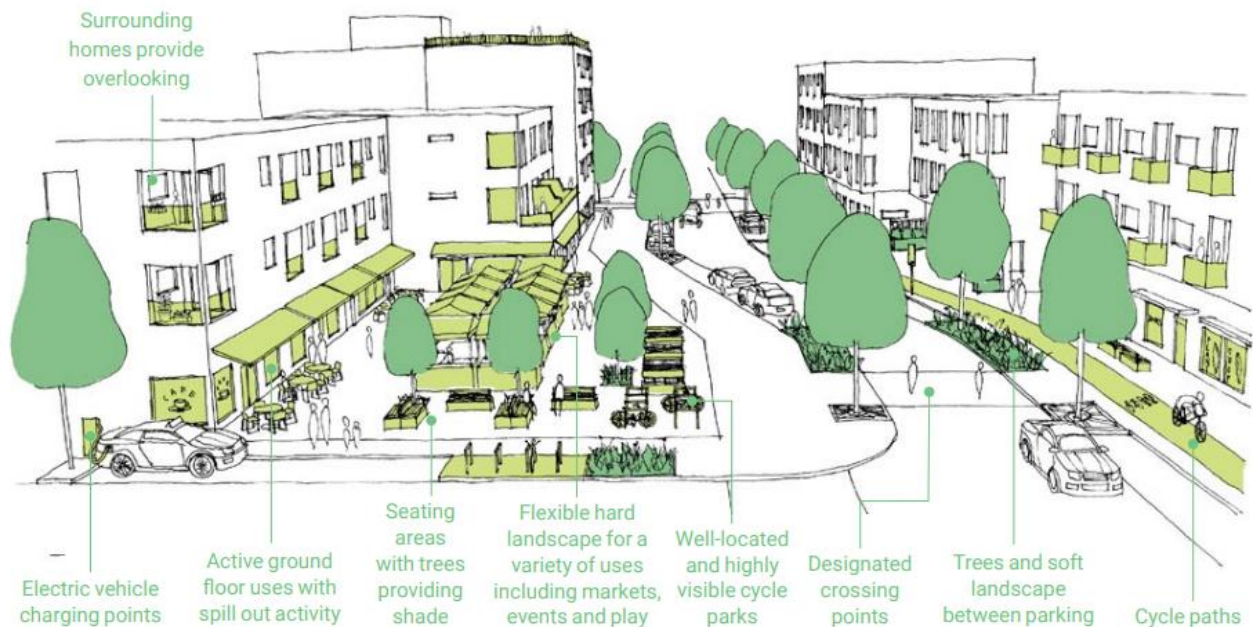 Surrounding
homes provide
overlooking
Electric vehicle
charging points
Active ground
floor uses with
spill out activity
Seating
areas
with trees
providing
shade
Flexible hard
landscape for a
variety of uses
including markets,
events and play
Well-located
and highly
visible cycle
parks
Designated
crossing
points
Trees and soft
landscape
between parking
Cycle paths